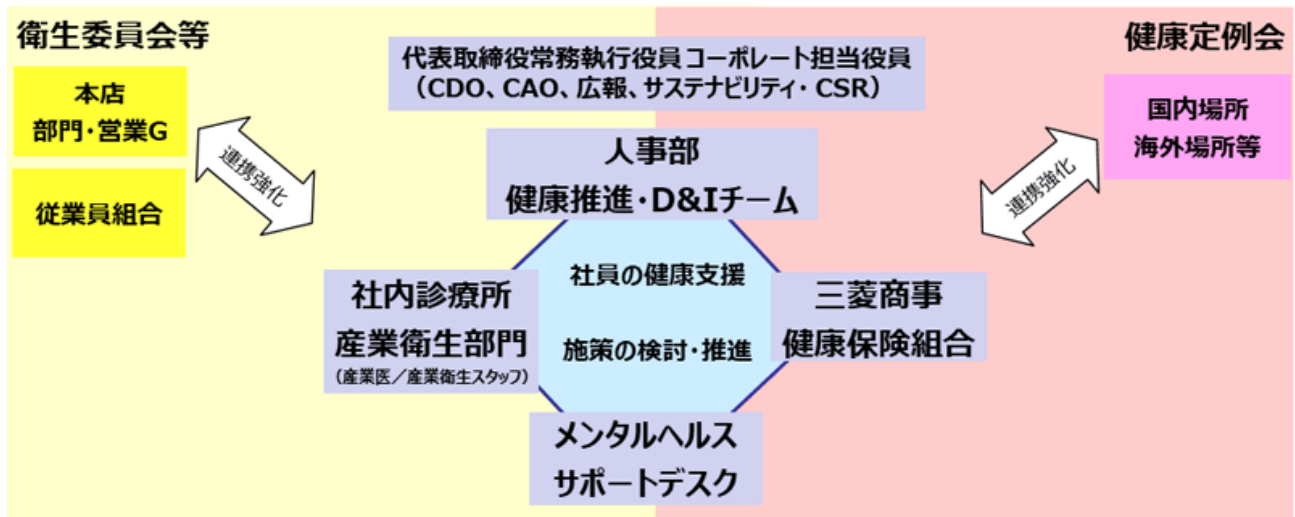 衛生委員会等
本店
部門・営業G
従業員組合
連携強化
代表取締役常務執行役員 コーポレート担当役員
（CDO、CAO、広報、サステナビリティ・CSR）
人事部
健康推進・D&Iチーム
社員の健康支援
施策の検討・推進
社内診療所
産業衛生部門
（産業医／産業衛生スタッフ）
三菱商事
健康保険組合
メンタルヘルス
サポートデスク
健康定例会
国内場所
海外場所等
連携強化